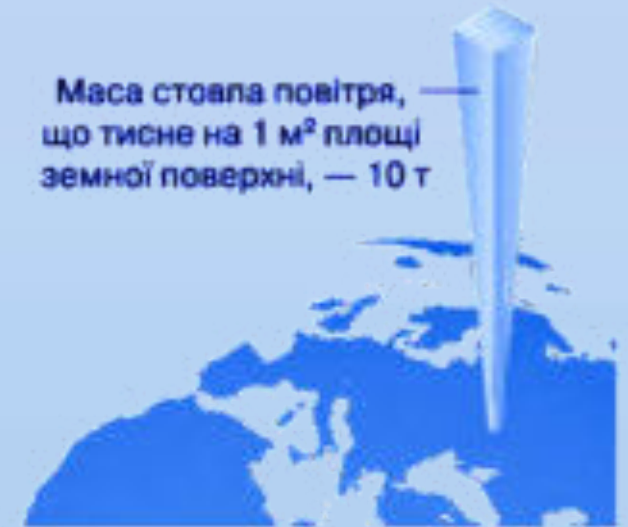 Маса стовпа повітря,
що тисне на 1 м² площі
земної поверхні, — 10 т